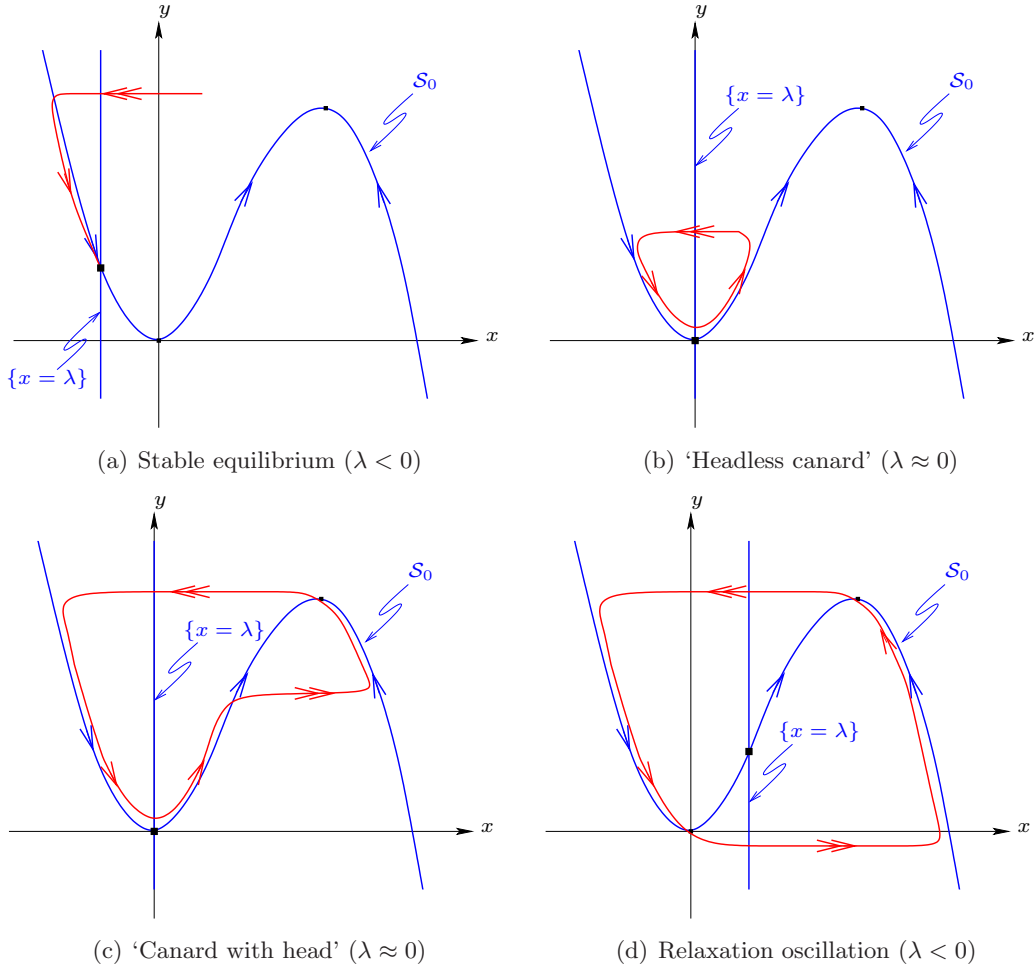 y
S₀
{x = λ}
x
(a) Stable equilibrium (λ < 0)
y
{x = λ}
S₀
x
(b) ‘Headless canard’ (λ ≈ 0)
y
S₀
{x = λ}
x
(c) ‘Canard with head’ (λ ≈ 0)
y
S₀
{x = λ}
x
(d) Relaxation oscillation (λ < 0)